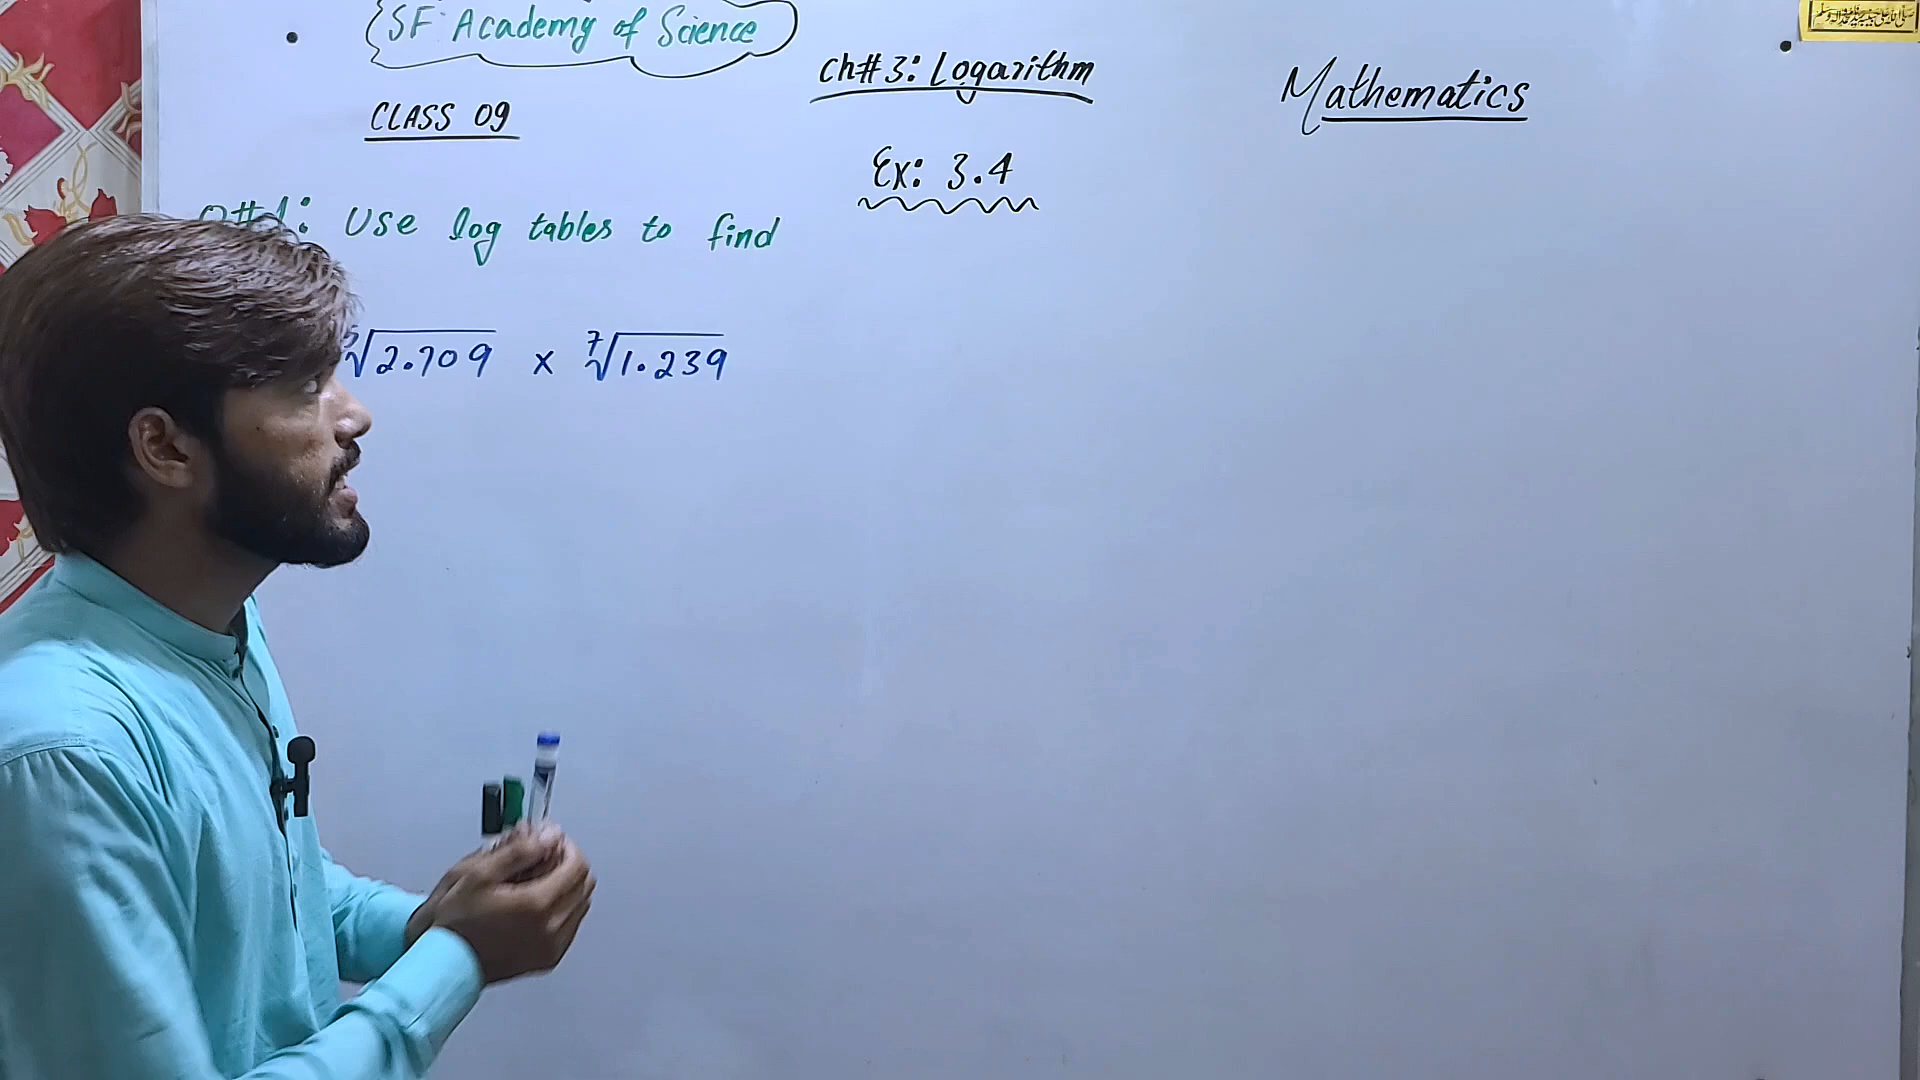 SF Academy of Science
CLASS 09
Ch# 3: Logarithm
Mathematics
Ex: 3.4
Q#1: Use log tables to find
⁵√2.709 x ⁷√1.239